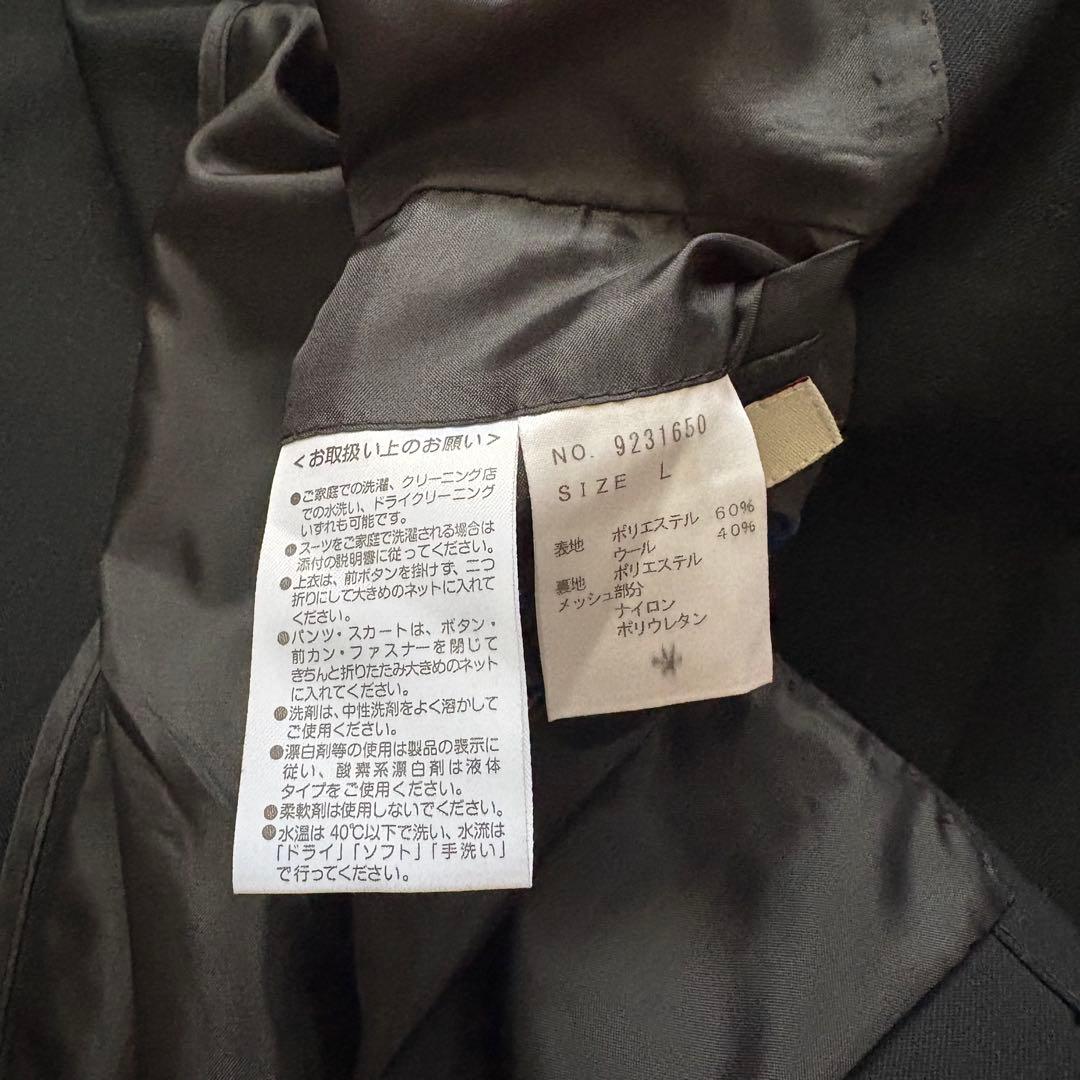 <お取扱い上のお願い>
●ご家庭での洗濯、クリーニング店
での水洗い、ドライクリーニング
いずれも可能です。
●スーツをご家庭で洗濯される場合は
添付の説明書に従ってください。
●上衣は、前ボタンを掛けず、二つ
折りにして大きめのネットに入れて
ください。
●パンツ・スカートは、ボタン・
前カン・ファスナーを閉じて
きちんと折りたたみ大きめのネット
に入れてください。
●洗剤は、中性洗剤をよく溶かして
ご使用ください。
●漂白剤等の使用は製品の表示に
従い、酸素系漂白剤は液体
タイプをご使用ください。
●柔軟剤は使用しないでください。
●水温は40℃以下で洗い、水流は
「ドライ」「ソフト」「手洗い」
で行ってください。
NO. 9231650
SIZE L
表地 ポリエステル 60%
ウール 40%
裏地 ポリエステル
メッシュ部分
ナイロン
ポリウレタン